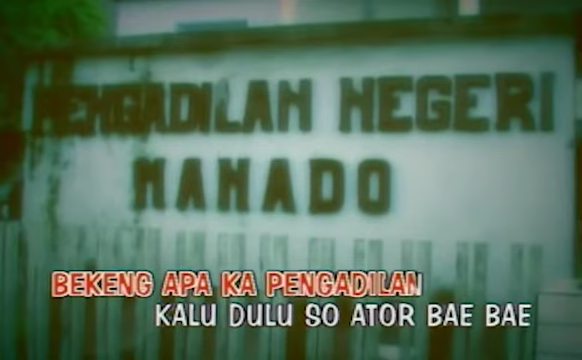 PENGADILAN NEGERI
MANADO
BEKENG APA KA PENGADILAN
KALU DULU SO ATOR BAE BAE